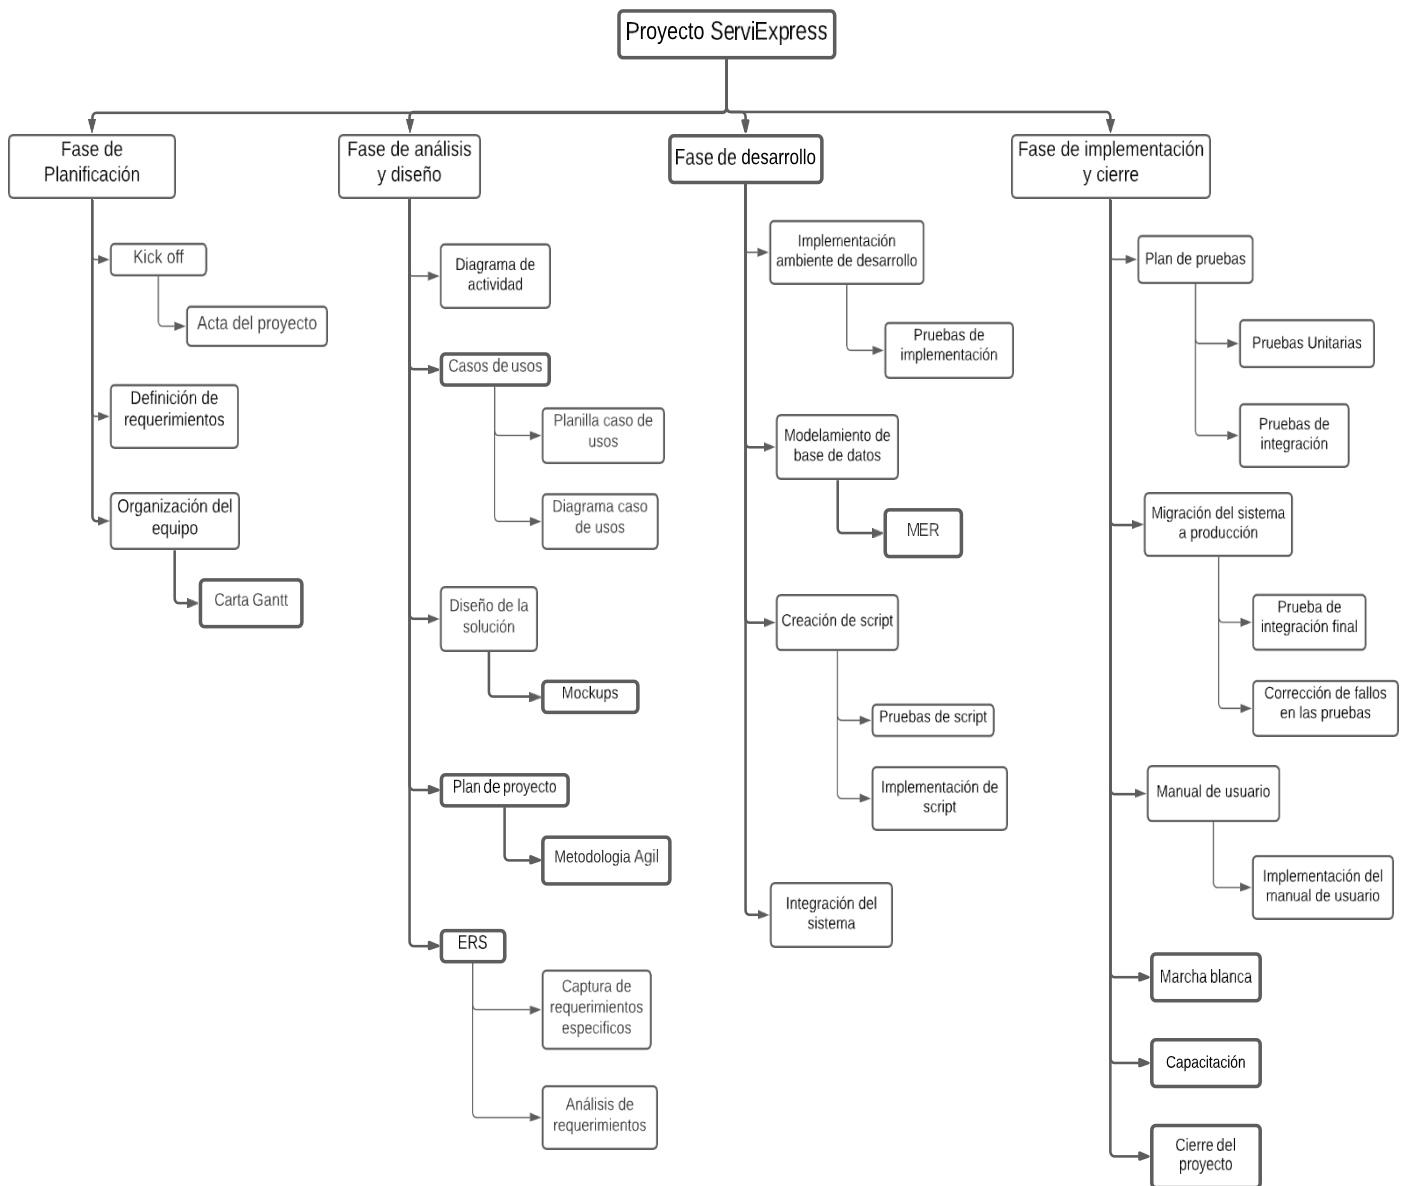 Proyecto ServiExpress
Fase de
Planificación
Kick off
Acta del proyecto
Definición de
requerimientos
Organización del
equipo
Carta Gantt
Fase de análisis
y diseño
Diagrama de
actividad
Casos de usos
Planilla caso de
usos
Diagrama caso
de usos
Diseño de la
solución
Mockups
Plan de proyecto
Metodologia Agil
ERS
Captura de
requerimientos
especificos
Análisis de
requerimientos
Fase de desarrollo
Implementación
ambiente de desarrollo
Pruebas de
implementación
Modelamiento de
base de datos
MER
Creación de script
Pruebas de script
Implementación de
script
Integración del
sistema
Fase de implementación
y cierre
Plan de pruebas
Pruebas Unitarias
Pruebas de
integración
Migración del sistema
a producción
Prueba de
integración final
Corrección de fallos
en las pruebas
Manual de usuario
Implementación del
manual de usuario
Marcha blanca
Capacitación
Cierre del
proyecto